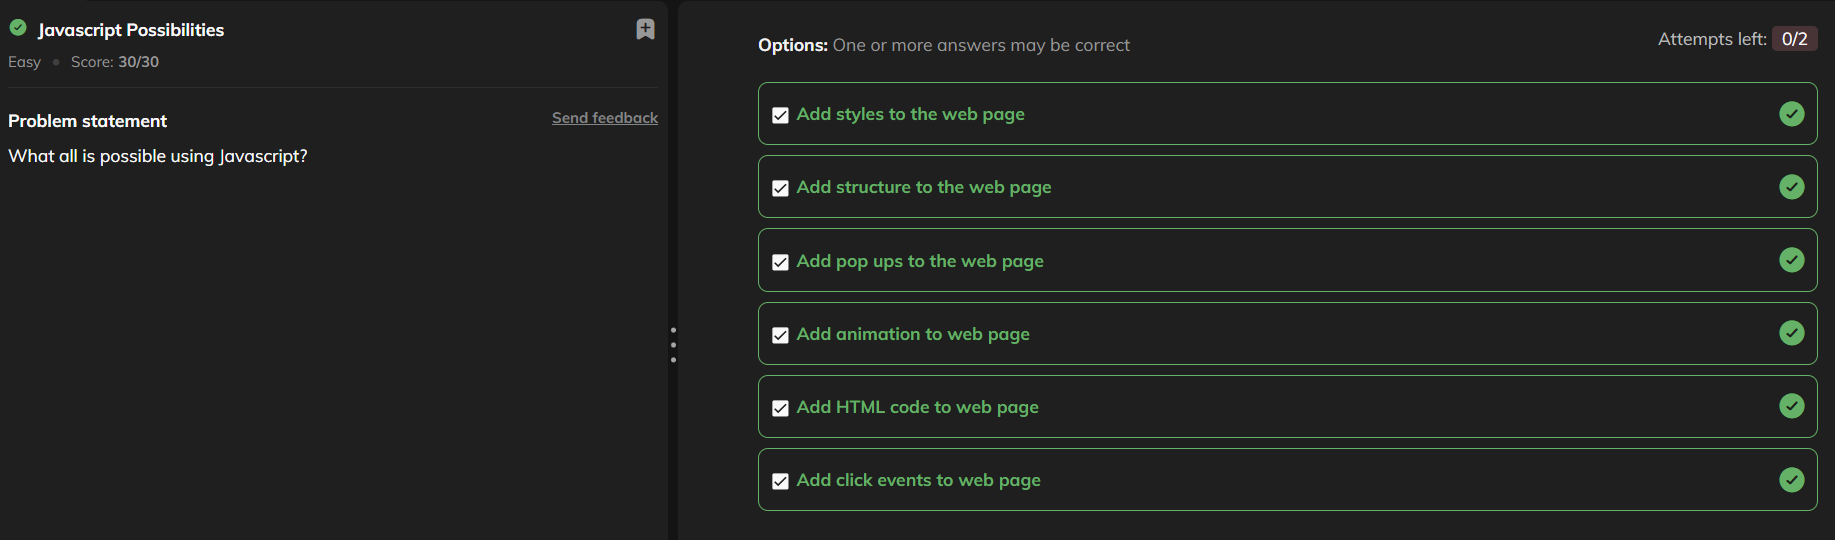 Javascript Possibilities
Easy • Score: 30/30
Problem statement
Send feedback
What all is possible using Javascript?
Options: One or more answers may be correct
Attempts left: 0/2
Add styles to the web page
Add structure to the web page
Add pop ups to the web page
Add animation to web page
Add HTML code to web page
Add click events to web page